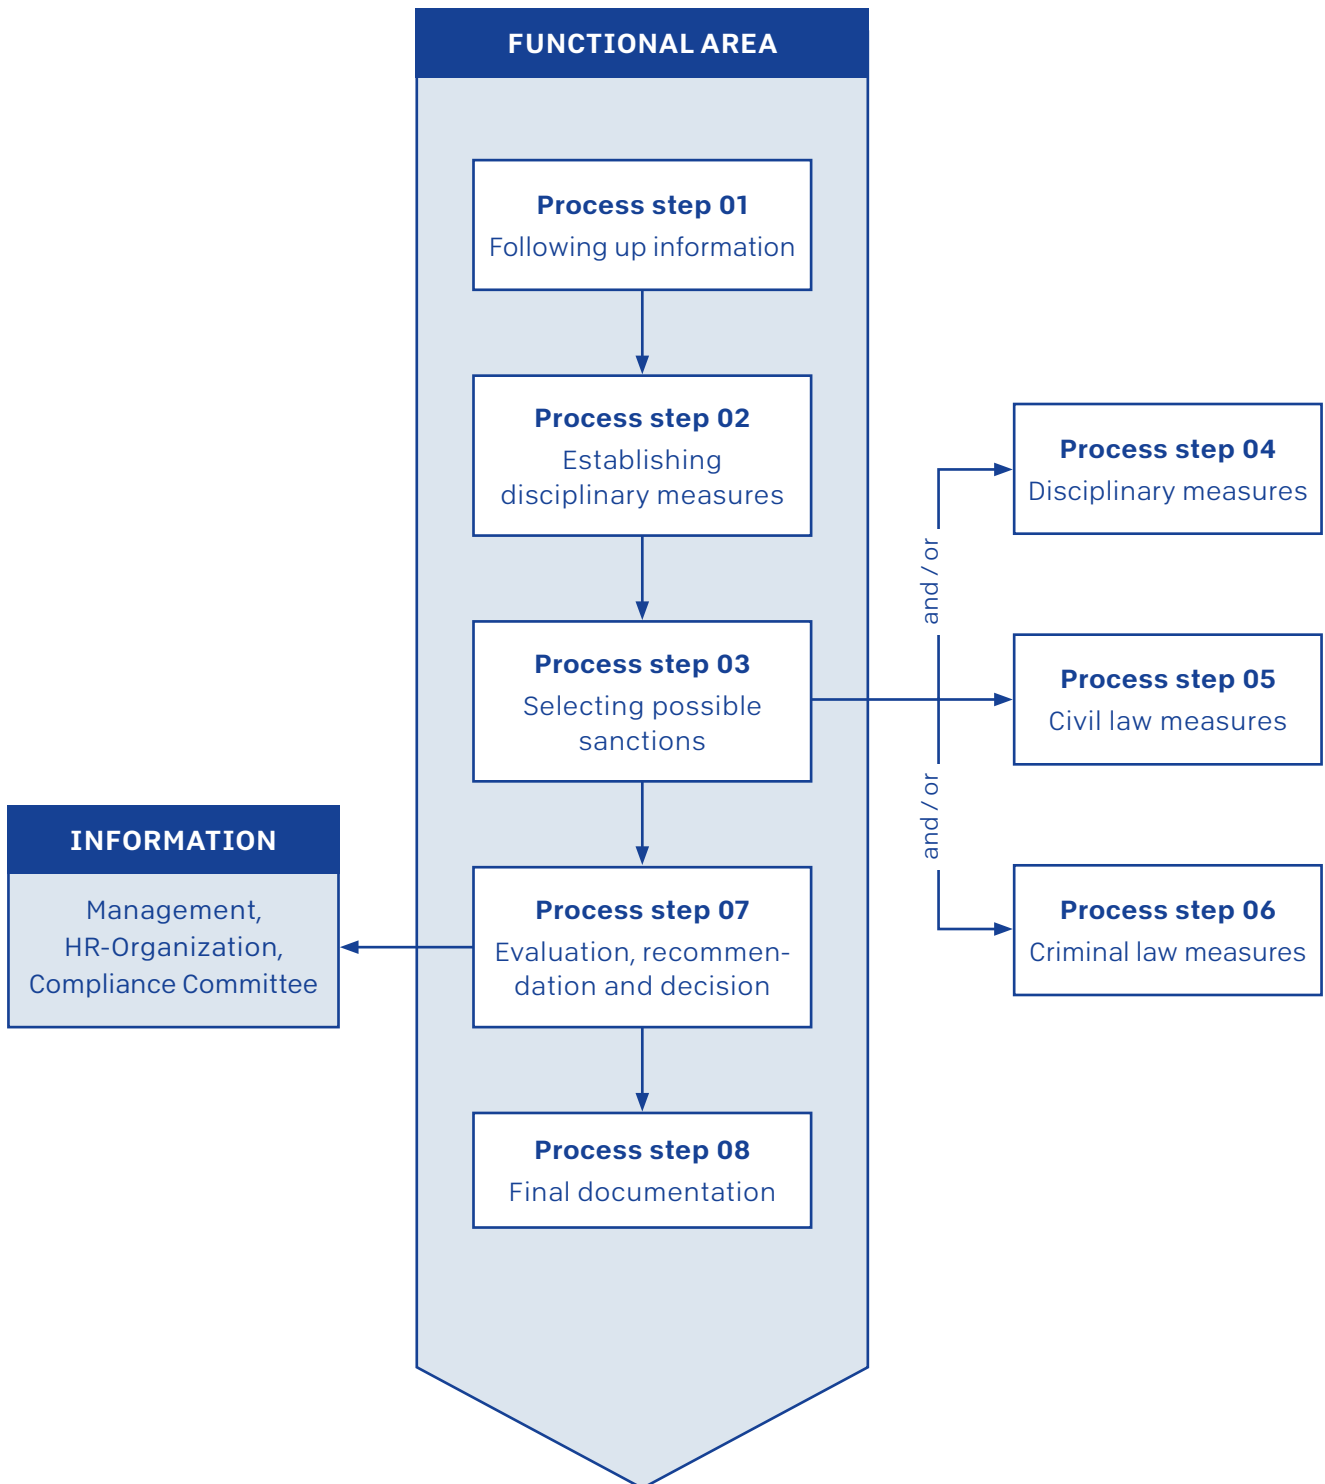 FUNCTIONAL AREA
Process step 01
Following up information
Process step 02
Establishing
disciplinary measures
Process step 03
Selecting possible
sanctions
and / or
and / or
Process step 04
Disciplinary measures
Process step 05
Civil law measures
Process step 06
Criminal law measures
INFORMATION
Management,
HR-Organization,
Compliance Committee
Process step 07
Evaluation, recommen-
dation and decision
Process step 08
Final documentation